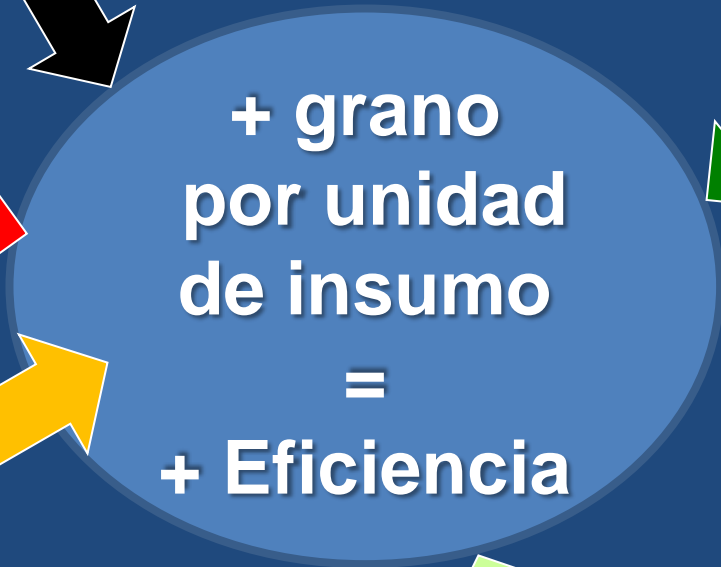 + grano
por unidad
de insumo
=
+ Eficiencia